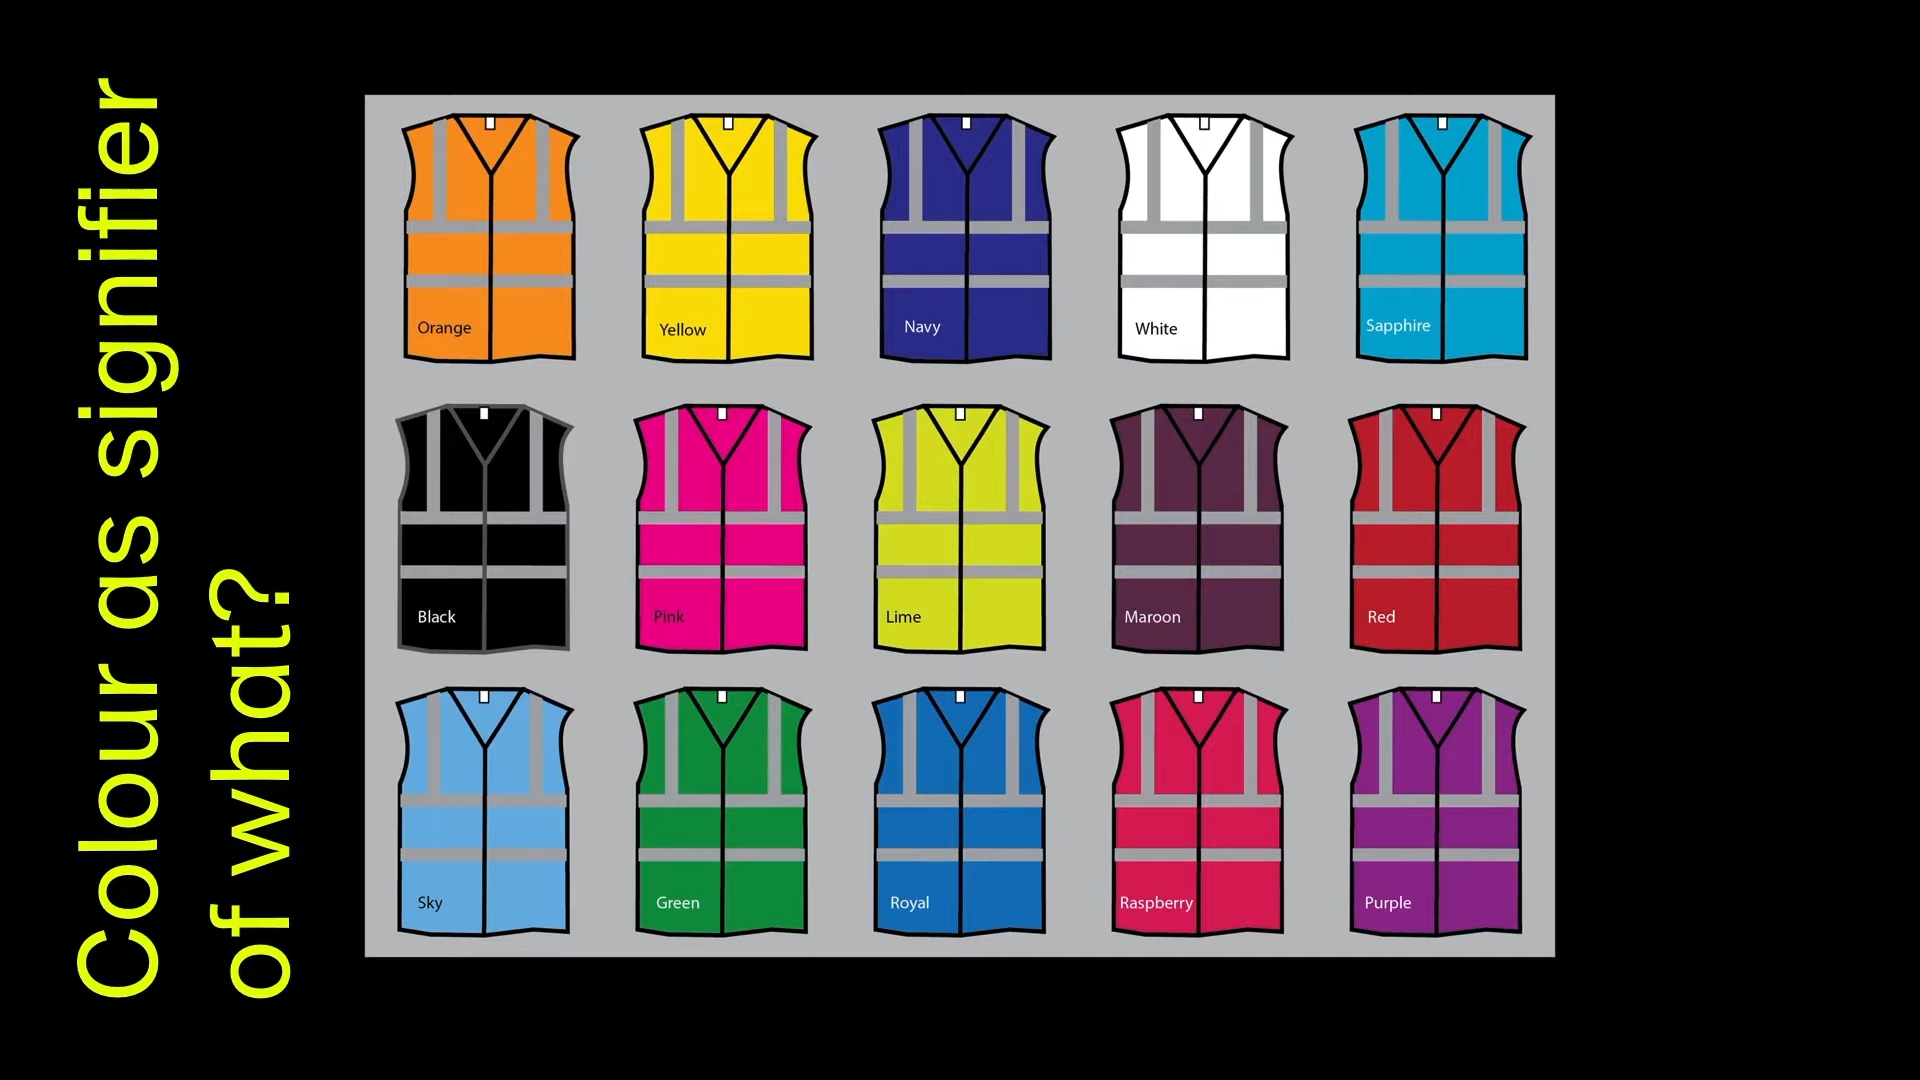 Colour as signifier
of what?
Orange
Yellow
Navy
White
Sapphire
Black
Pink
Lime
Maroon
Red
Sky
Green
Royal
Raspberry
Purple